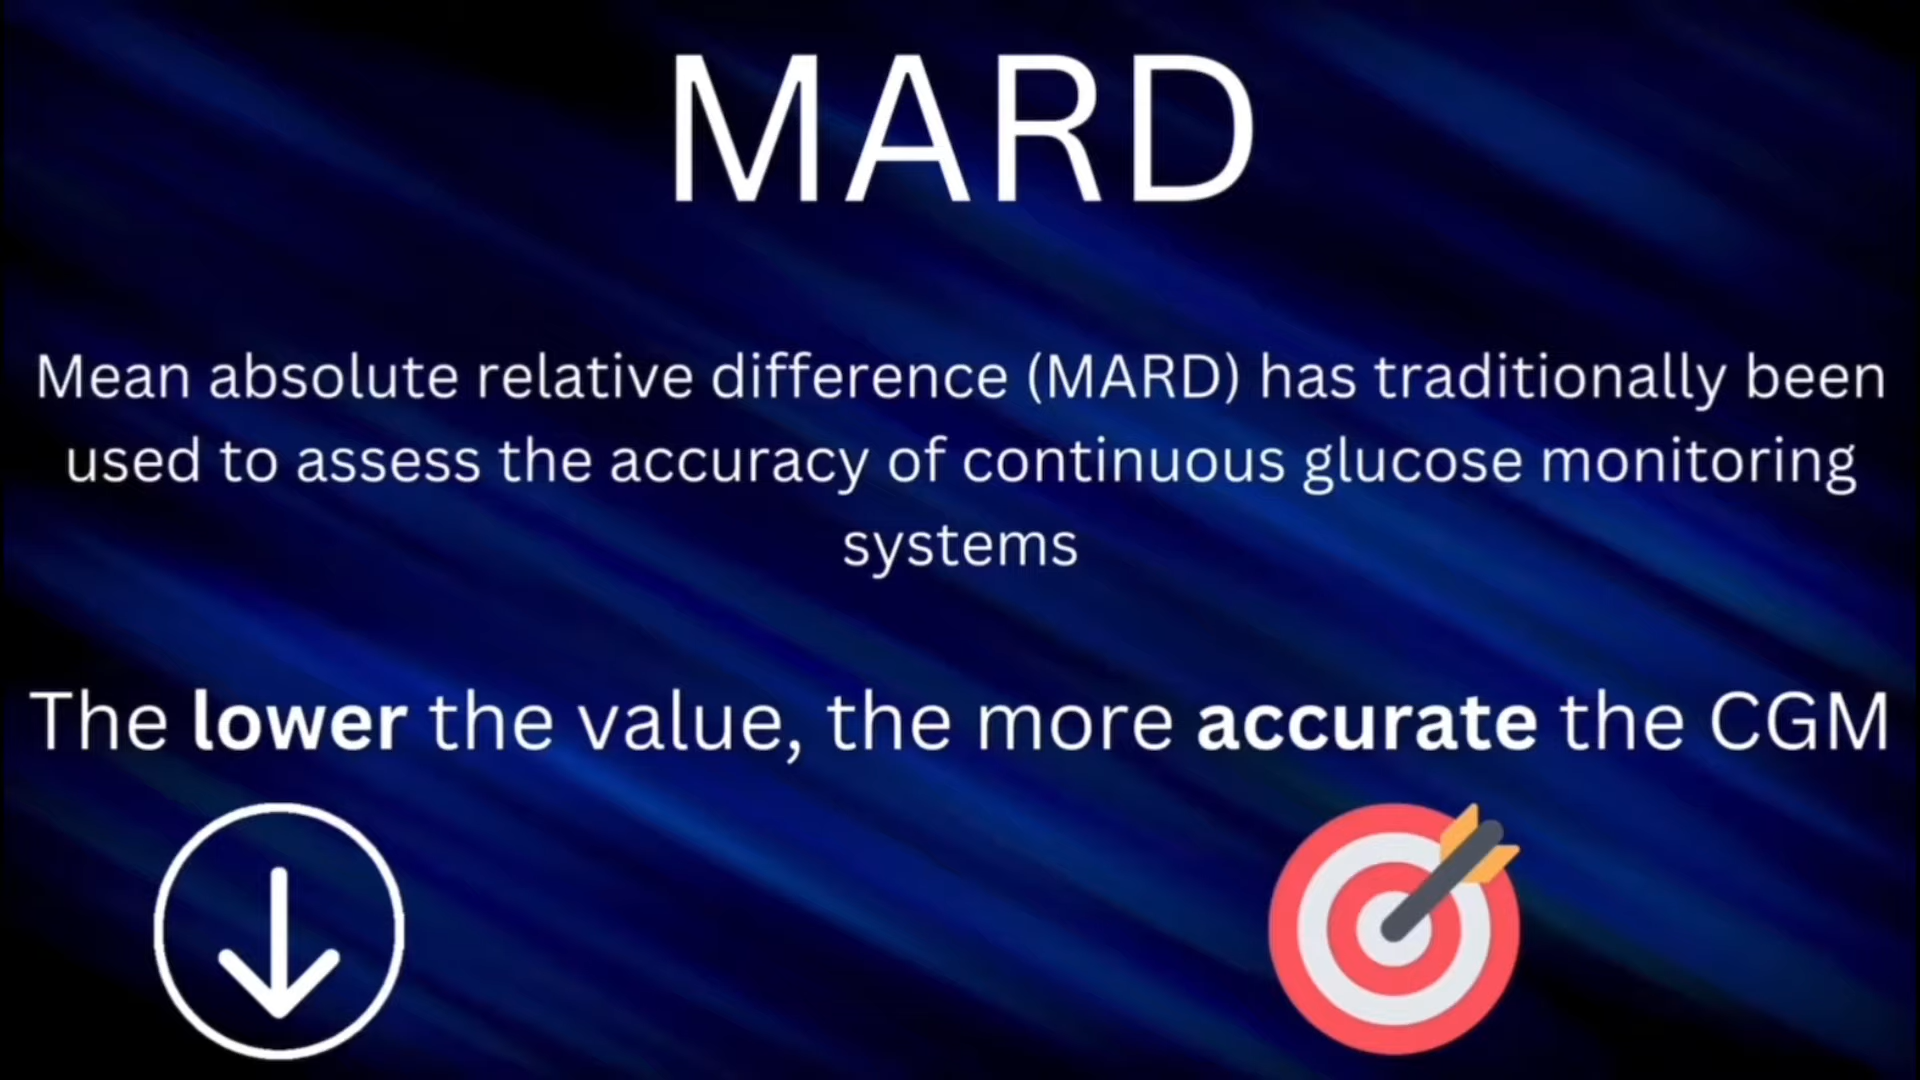 MARD
Mean absolute relative difference (MARD) has traditionally been
used to assess the accuracy of continuous glucose monitoring
systems
The lower the value, the more accurate the CGM